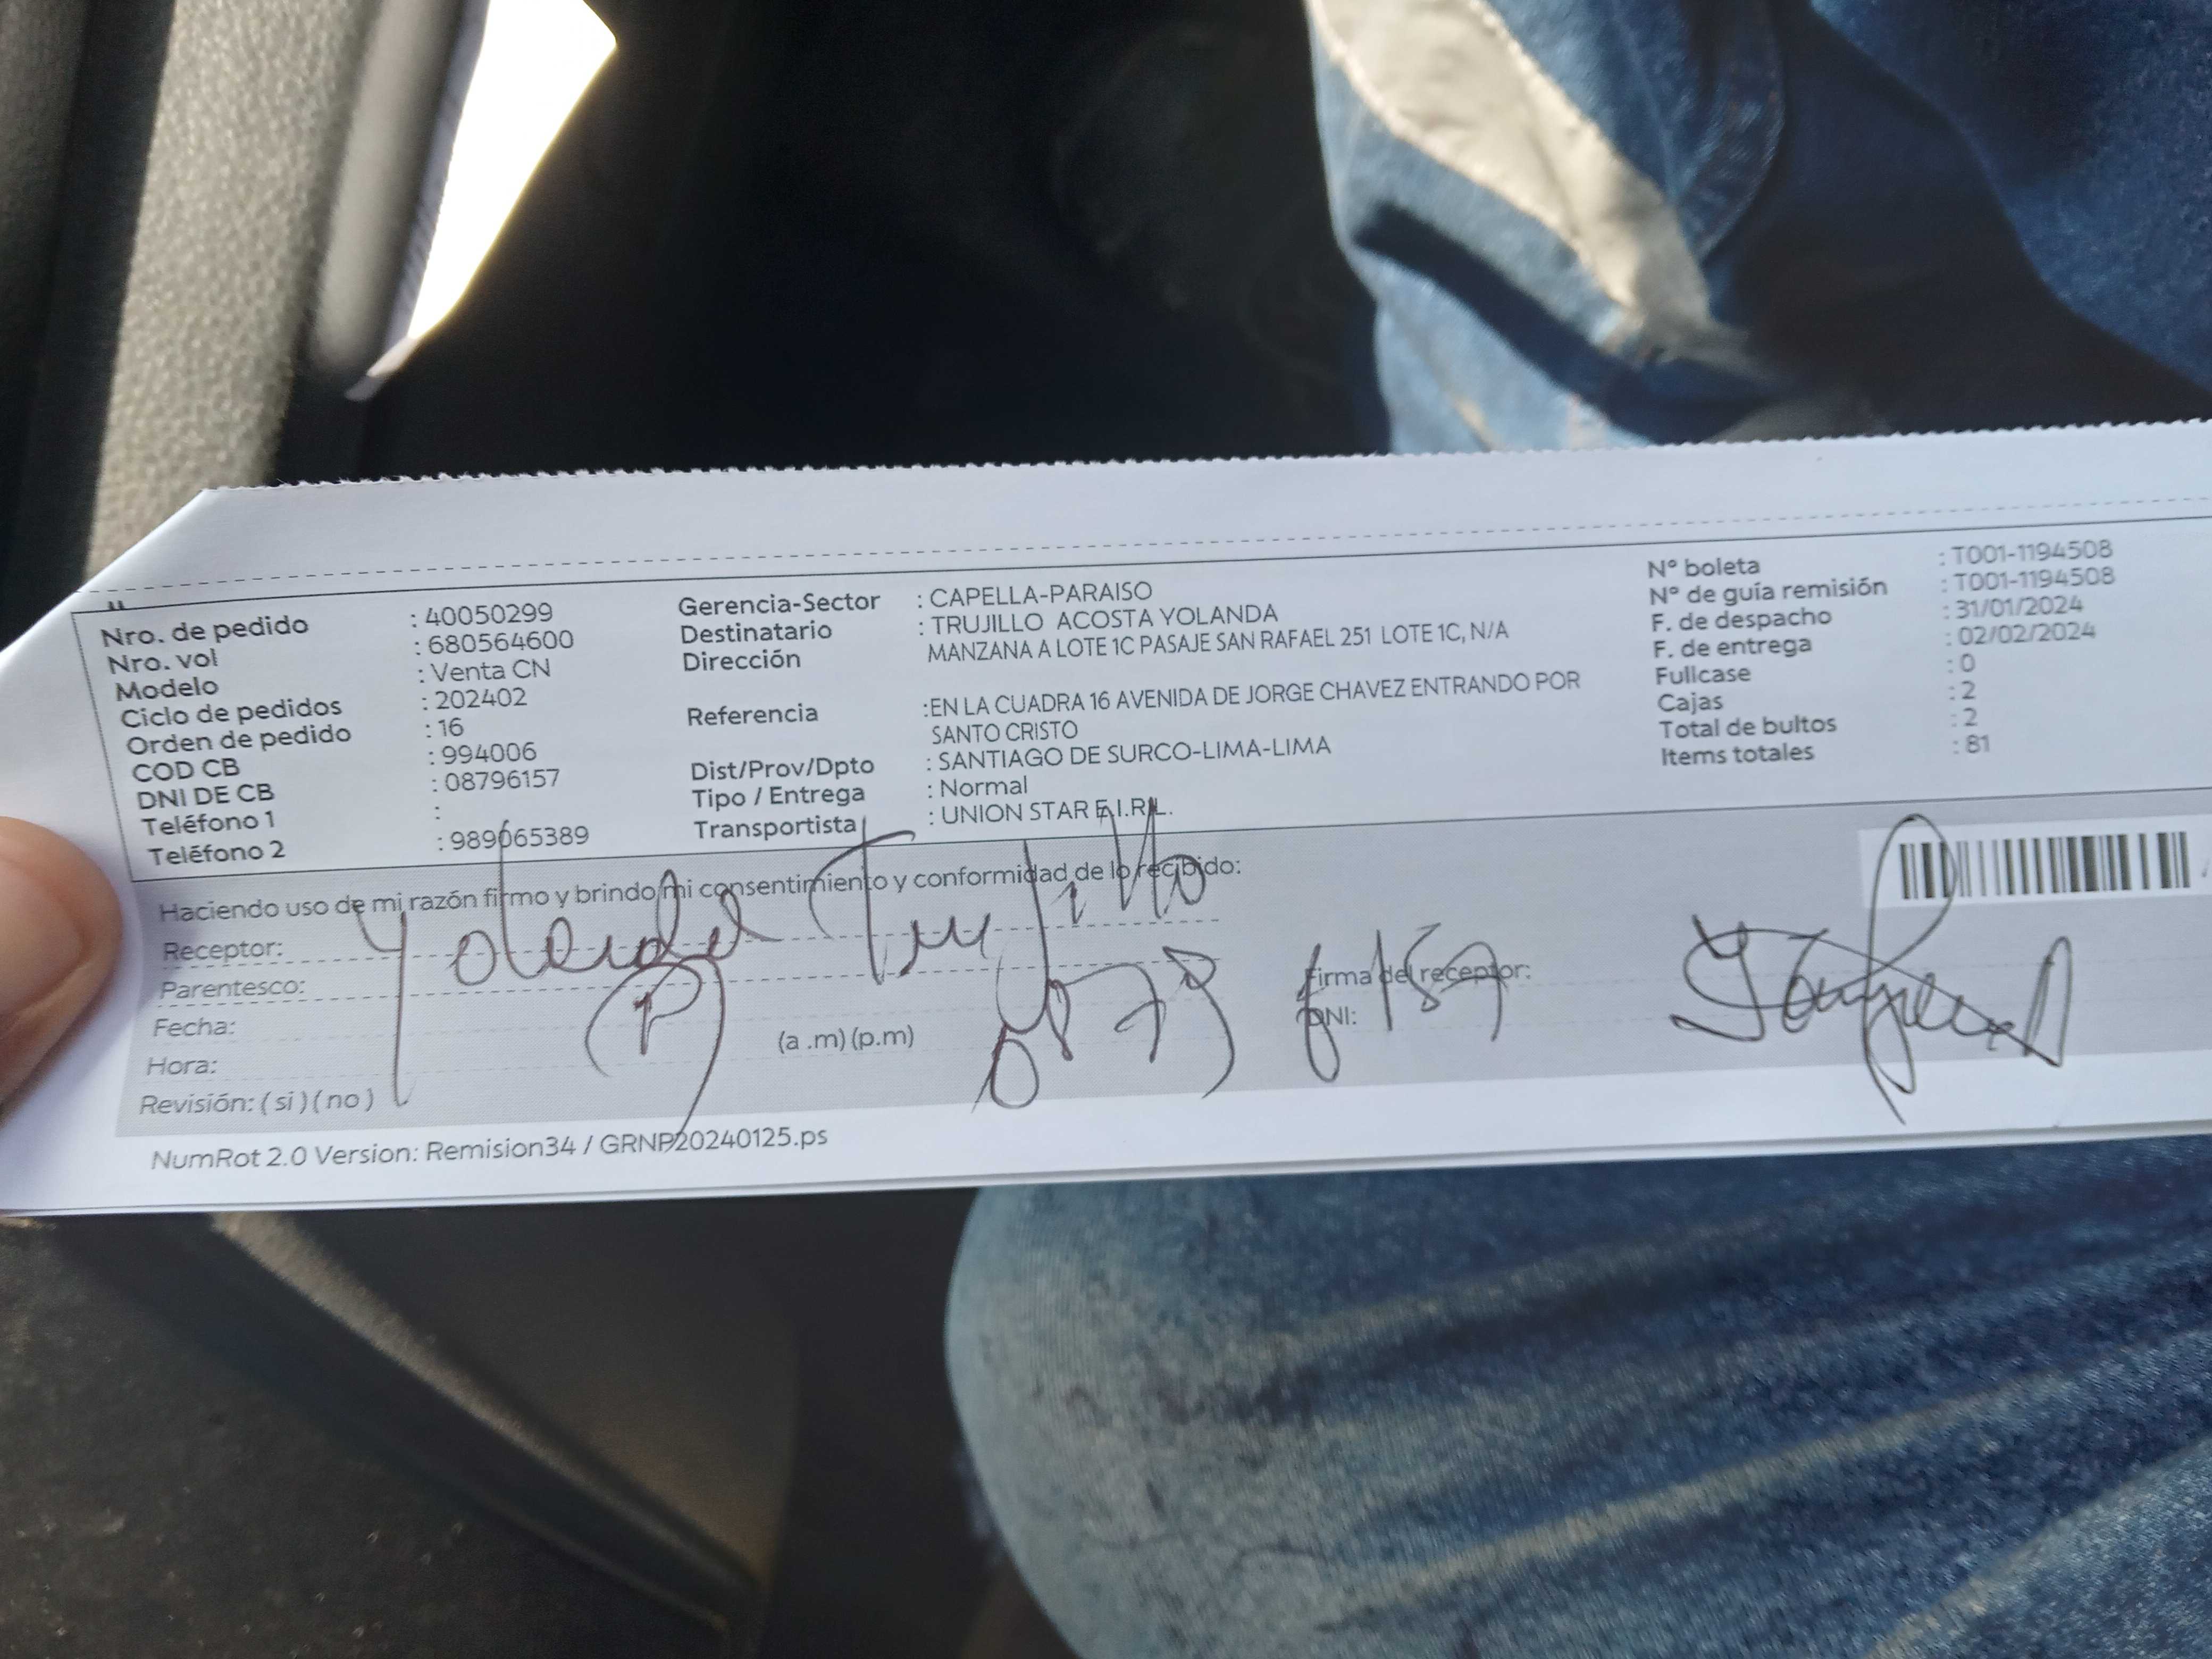 Nro. de pedido : 40050299
Nro. vol : 680564600
Modelo : Venta CN
Ciclo de pedidos : 202402
Orden de pedido : 16
COD CB : 994006
DNI DE CB : 08796157
Teléfono 1 :
Teléfono 2 : 989065389
Gerencia-Sector : CAPELLA-PARAISO
Destinatario : TRUJILLO ACOSTA YOLANDA
Dirección MANZANA A LOTE 1C PASAJE SAN RAFAEL 251 LOTE 1C, N/A
Referencia :EN LA CUADRA 16 AVENIDA DE JORGE CHAVEZ ENTRANDO POR
SANTO CRISTO
Dist/Prov/Dpto : SANTIAGO DE SURCO-LIMA-LIMA
Tipo / Entrega : Normal
Transportista : UNION STAR E.I.R.L.
N° boleta : T001-1194508
N° de guía remisión : T001-1194508
F. de despacho : 31/01/2024
F. de entrega : 02/02/2024
Fullcase : 0
Cajas : 2
Total de bultos : 2
Items totales : 81
Haciendo uso de mi razón firmo y brindo mi consentimiento y conformidad de lo recibido:
Receptor: Yolanda Trujillo
Parentesco: (P)
Fecha:
Hora: (a .m) (p.m)
Revisión: ( si ) ( no )
Firma del receptor:
DNI:
NumRot 2.0 Version: Remision34 / GRNP20240125.ps